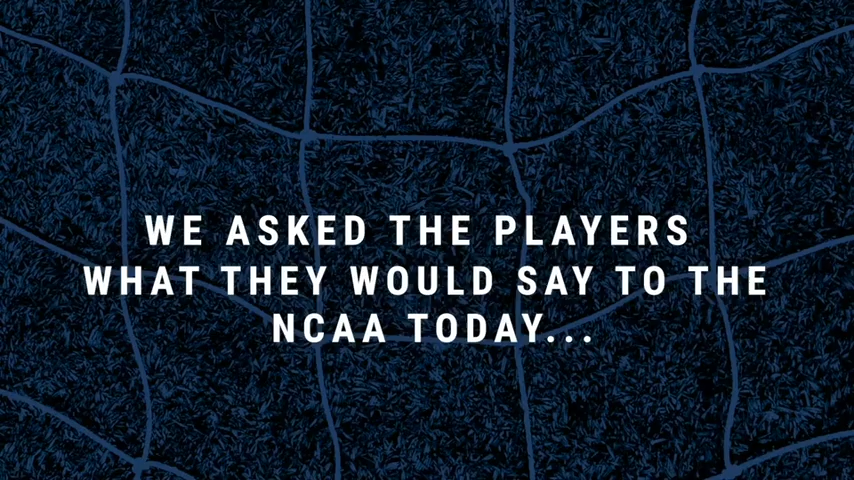 WE ASKED THE PLAYERS
WHAT THEY WOULD SAY TO THE
NCAA TODAY...